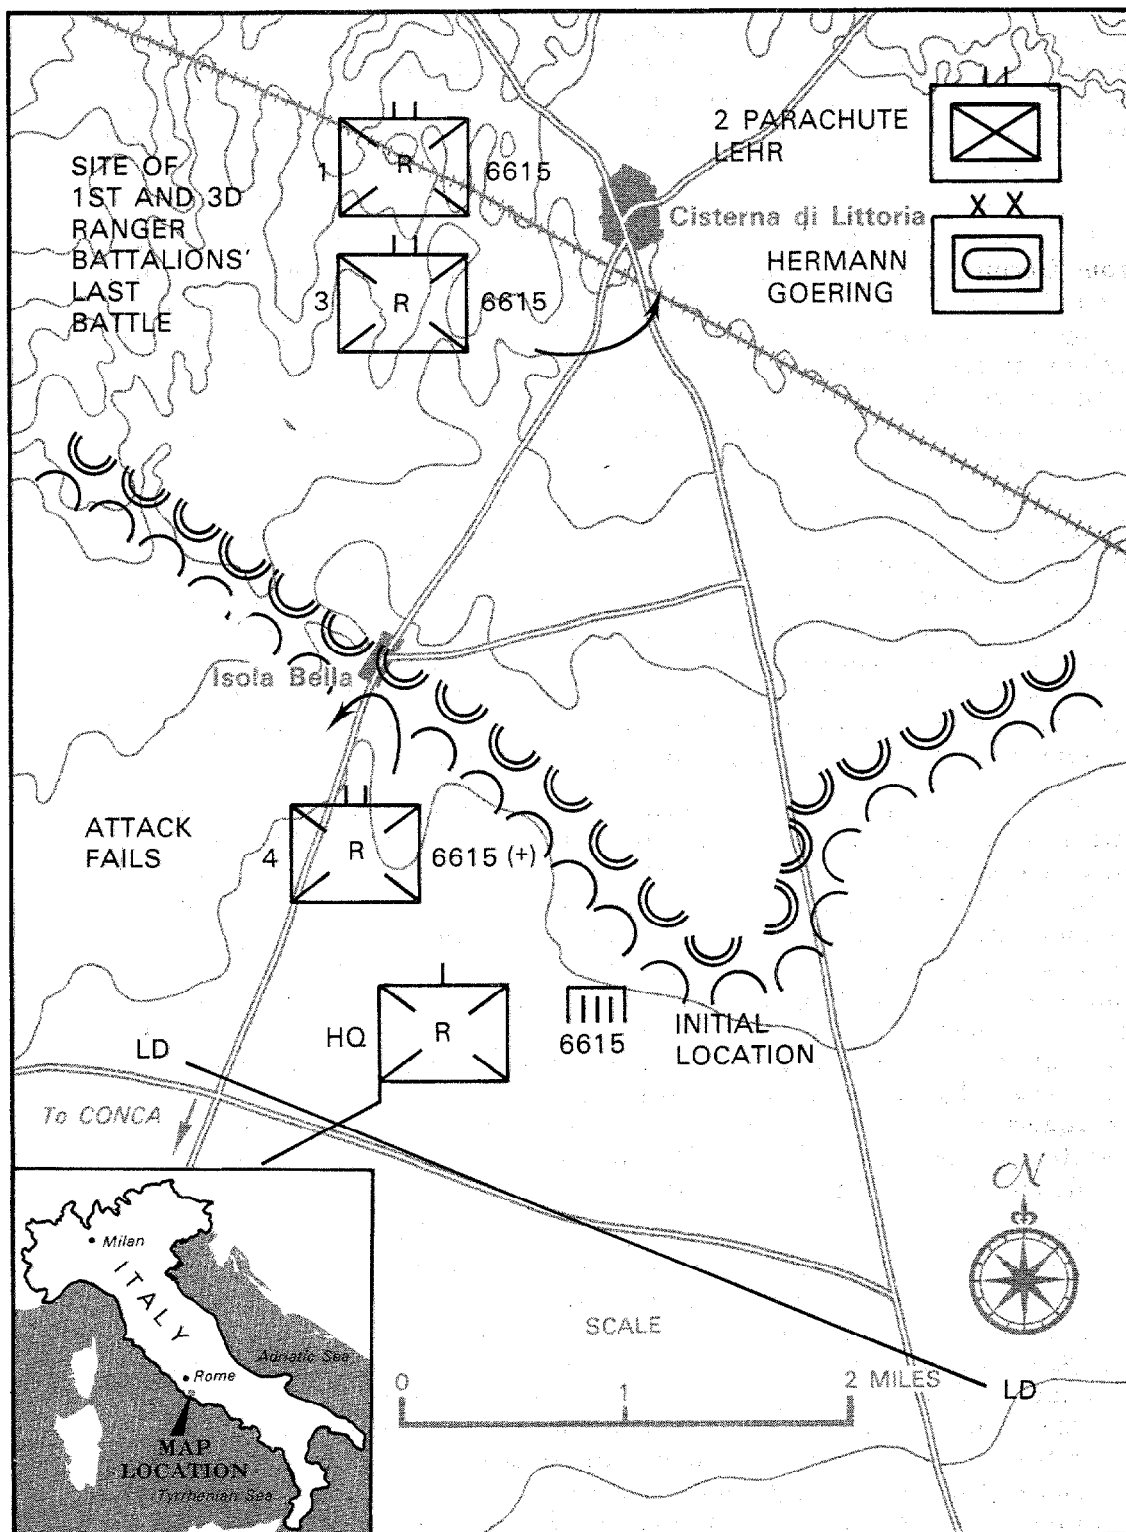 2 PARACHUTE
LEHR
SITE OF
1ST AND 3D
RANGER
BATTALIONS'
LAST
BATTLE
1
R
6615
Cisterna di Littoria
HERMANN
GOERING
3
R
6615
Isola Bella
ATTACK
FAILS
4
R
6615 (+)
HQ
R
6615
INITIAL
LOCATION
LD
To CONCA
N
Milan
ITALY
Adriatic Sea
Rome
MAP
LOCATION
Tyrrhenian Sea
SCALE
0
1
2 MILES
LD